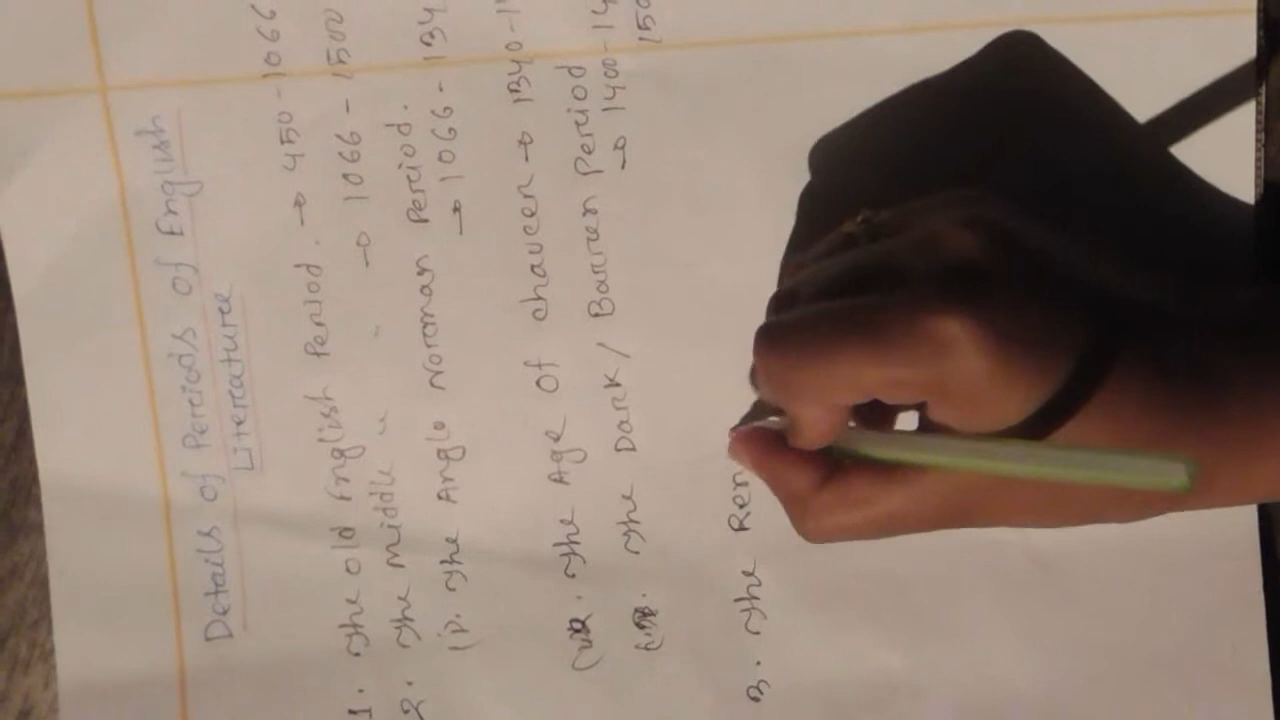 Details of Periods of English
Literature
1. The old English Period. → 450-1066
2. The Middle " " → 1066-1500
(i). The Anglo Norman Period.
→ 1066-134
The Age of chaucer → 1340-1
The Dark / Barren Period
→ 1400-14
150
3. The Ren